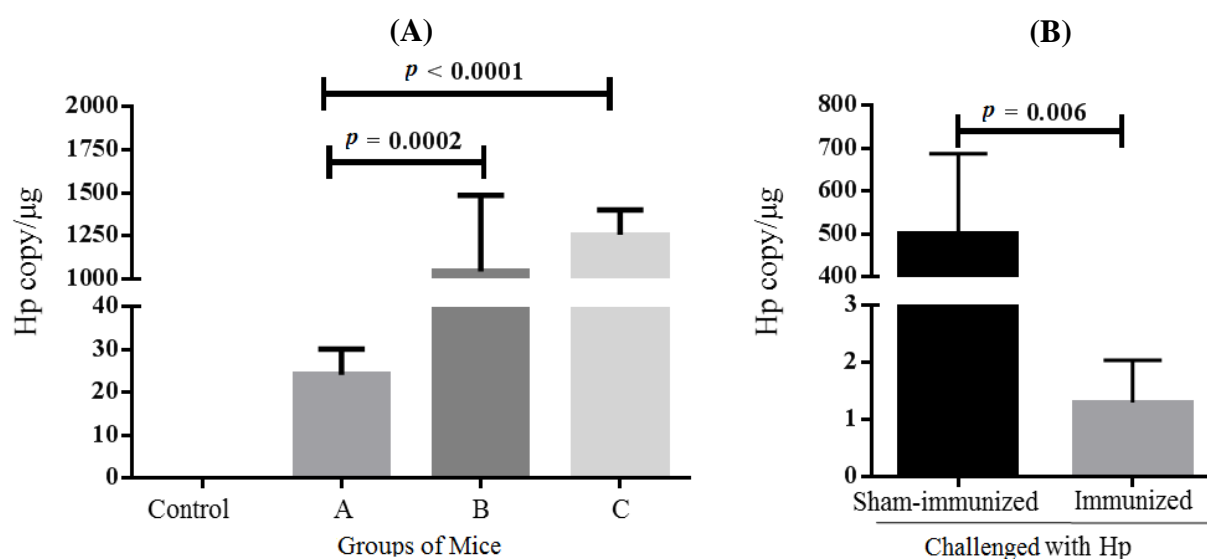 (A)
p < 0.0001
p = 0.0002
Hp copy/µg
2000
1750
1500
1250
1000
40
30
20
10
0
Control A B C
Groups of Mice
(B)
p = 0.006
Hp copy/µg
800
700
600
500
400
3
2
1
0
Sham-immunized Immunized
Challenged with Hp